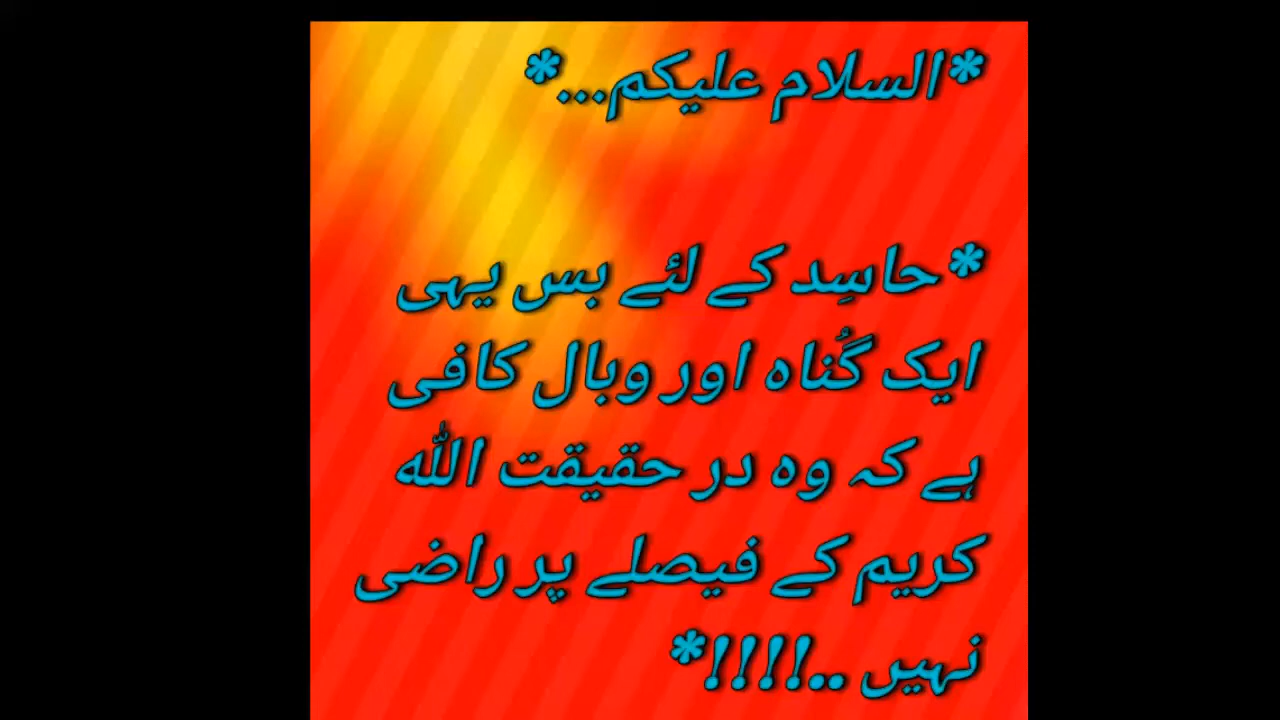 *السلام علیکم...*
*حاسِد کے لئے بس یہی
ایک گُناہ اور وبال کافی
ہے کہ وہ در حقیقت اللّٰہ
کریم کے فیصلے پر راضی
نہیں ..!!!!*